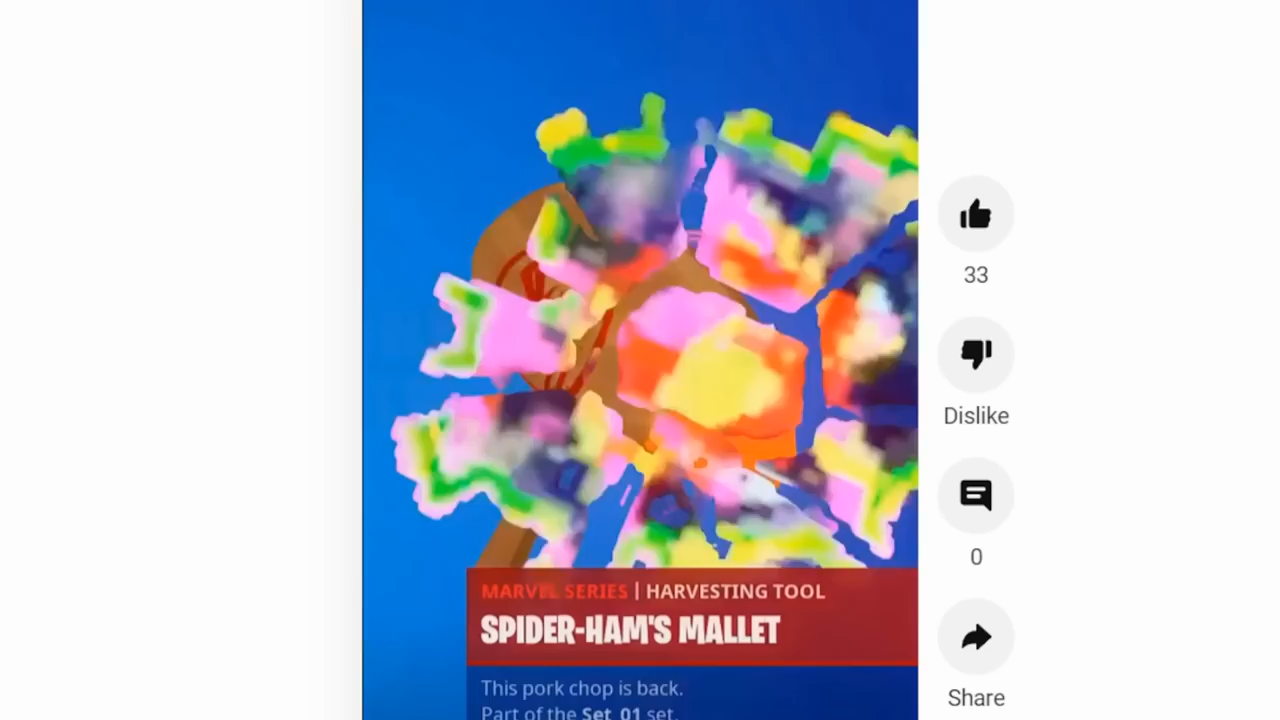 MARVEL SERIES | HARVESTING TOOL
SPIDER-HAM'S MALLET
This pork chop is back.
Part of the Set_01 set.
33
Dislike
0
Share